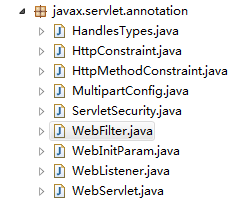 javax.servlet.annotation
HandlesTypes.java
HttpConstraint.java
HttpMethodConstraint.java
MultipartConfig.java
ServletSecurity.java
WebFilter.java
WebInitParam.java
WebListener.java
WebServlet.java